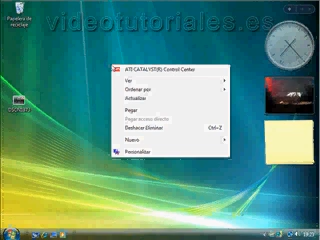 videotutoriales.es
Papelera de
reciclaje
ATI CATALYST(R) Control Center
Ver
Ordenar por
Actualizar
Pegar
Pegar acceso directo
Deshacer Eliminar Ctrl+Z
Nuevo
Personalizar